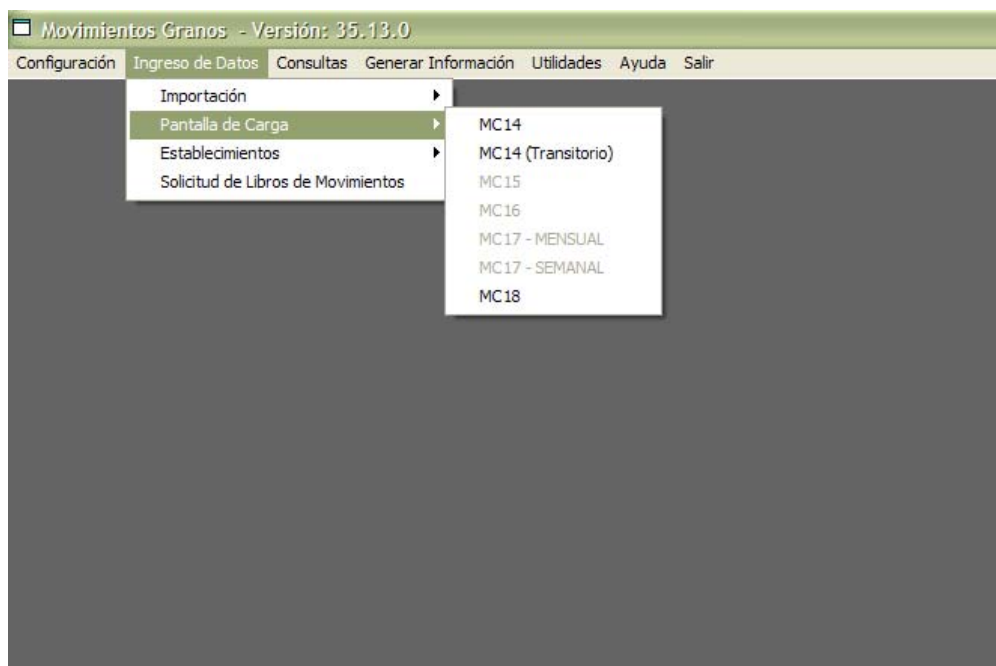 Movimientos Granos - Versión: 35.13.0
Configuración Ingreso de Datos Consultas Generar Información Utilidades Ayuda Salir
Importación
Pantalla de Carga
Establecimientos
Solicitud de Libros de Movimientos
MC14
MC14 (Transitorio)
MC15
MC16
MC17 - MENSUAL
MC17 - SEMANAL
MC18